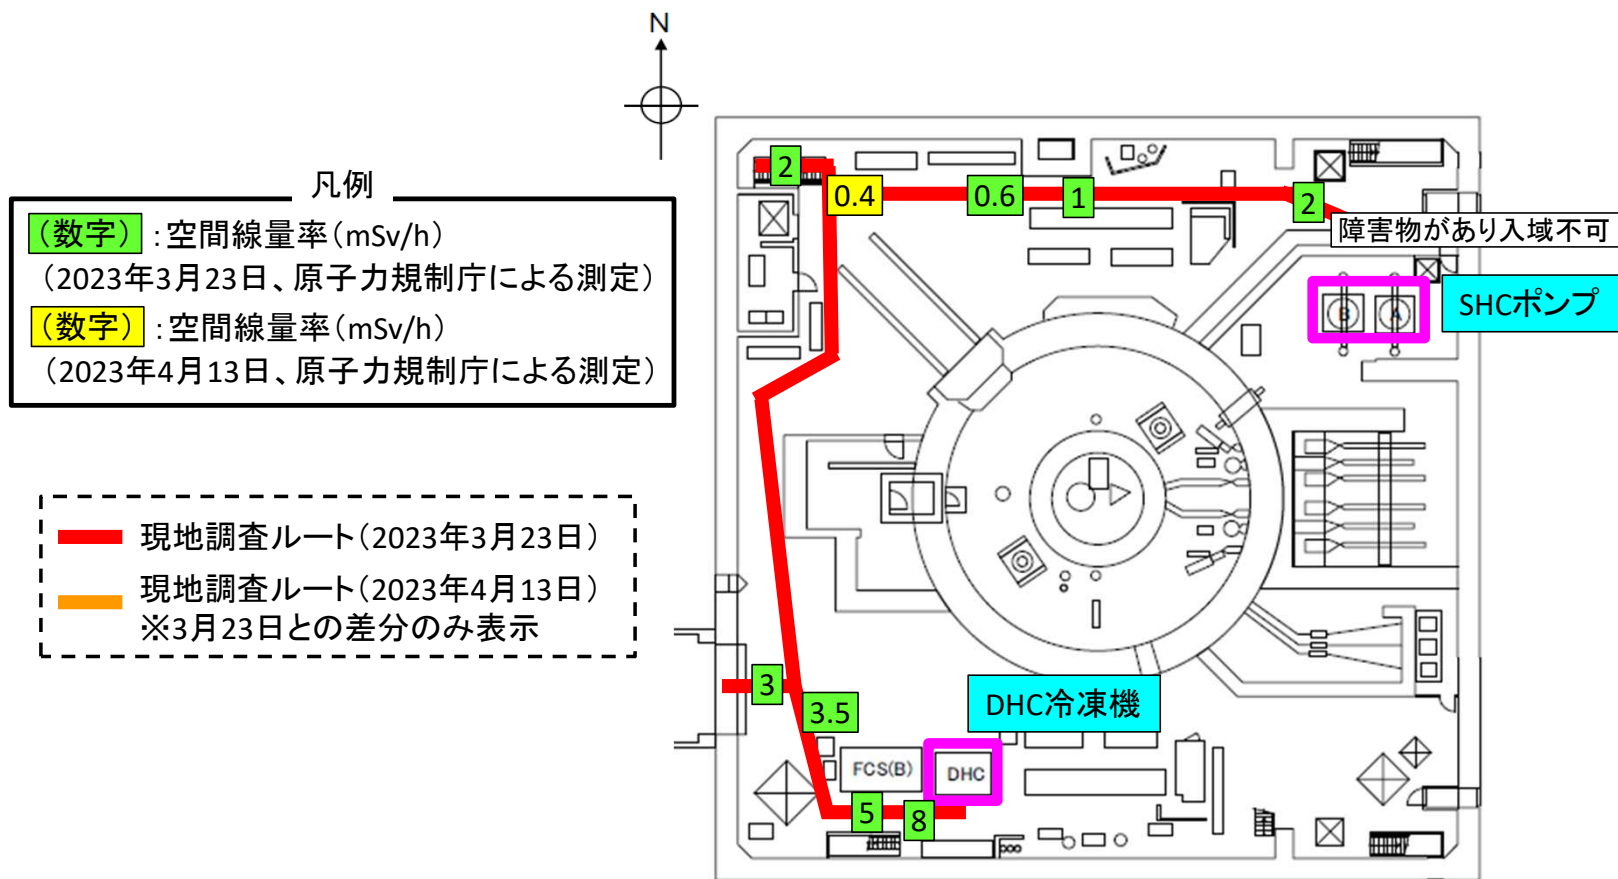 N
凡例
(数字):空間線量率(mSv/h)
(2023年3月23日、原子力規制庁による測定)
(数字):空間線量率(mSv/h)
(2023年4月13日、原子力規制庁による測定)
現地調査ルート(2023年3月23日)
現地調査ルート(2023年4月13日)
※3月23日との差分のみ表示
2
0.4
0.6
1
2
障害物があり入域不可
SHCポンプ
B
A
3
3.5
DHC冷凍機
FCS(B)
DHC
5
8